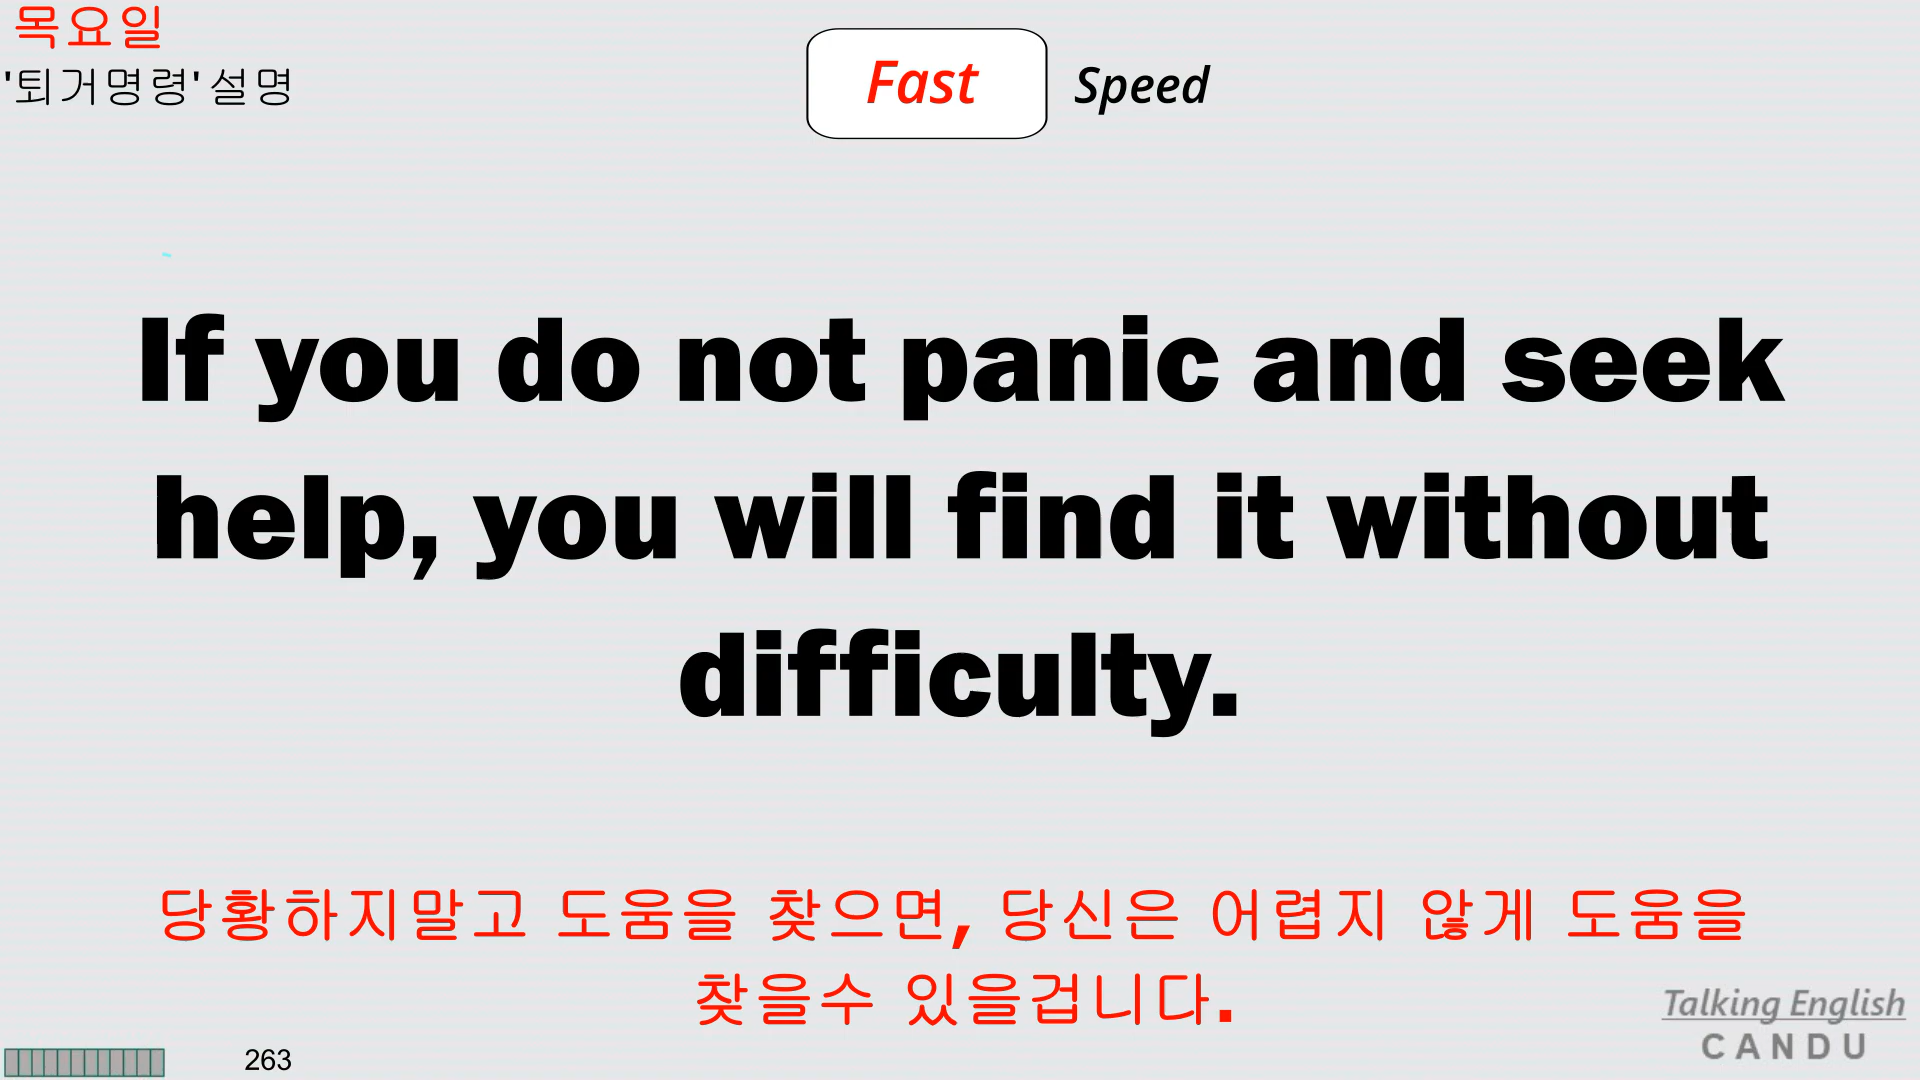 목요일
'퇴거명령' 설명
Fast Speed
If you do not panic and seek
help, you will find it without
difficulty.
당황하지말고 도움을 찾으면, 당신은 어렵지 않게 도움을
찾을수 있을겁니다.
Talking English
CANDU
263